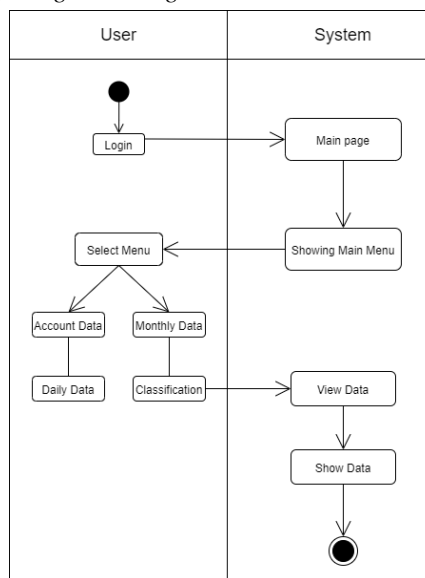 User
System
Login
Main page
Select Menu
Showing Main Menu
Account Data
Monthly Data
Daily Data
Classification
View Data
Show Data